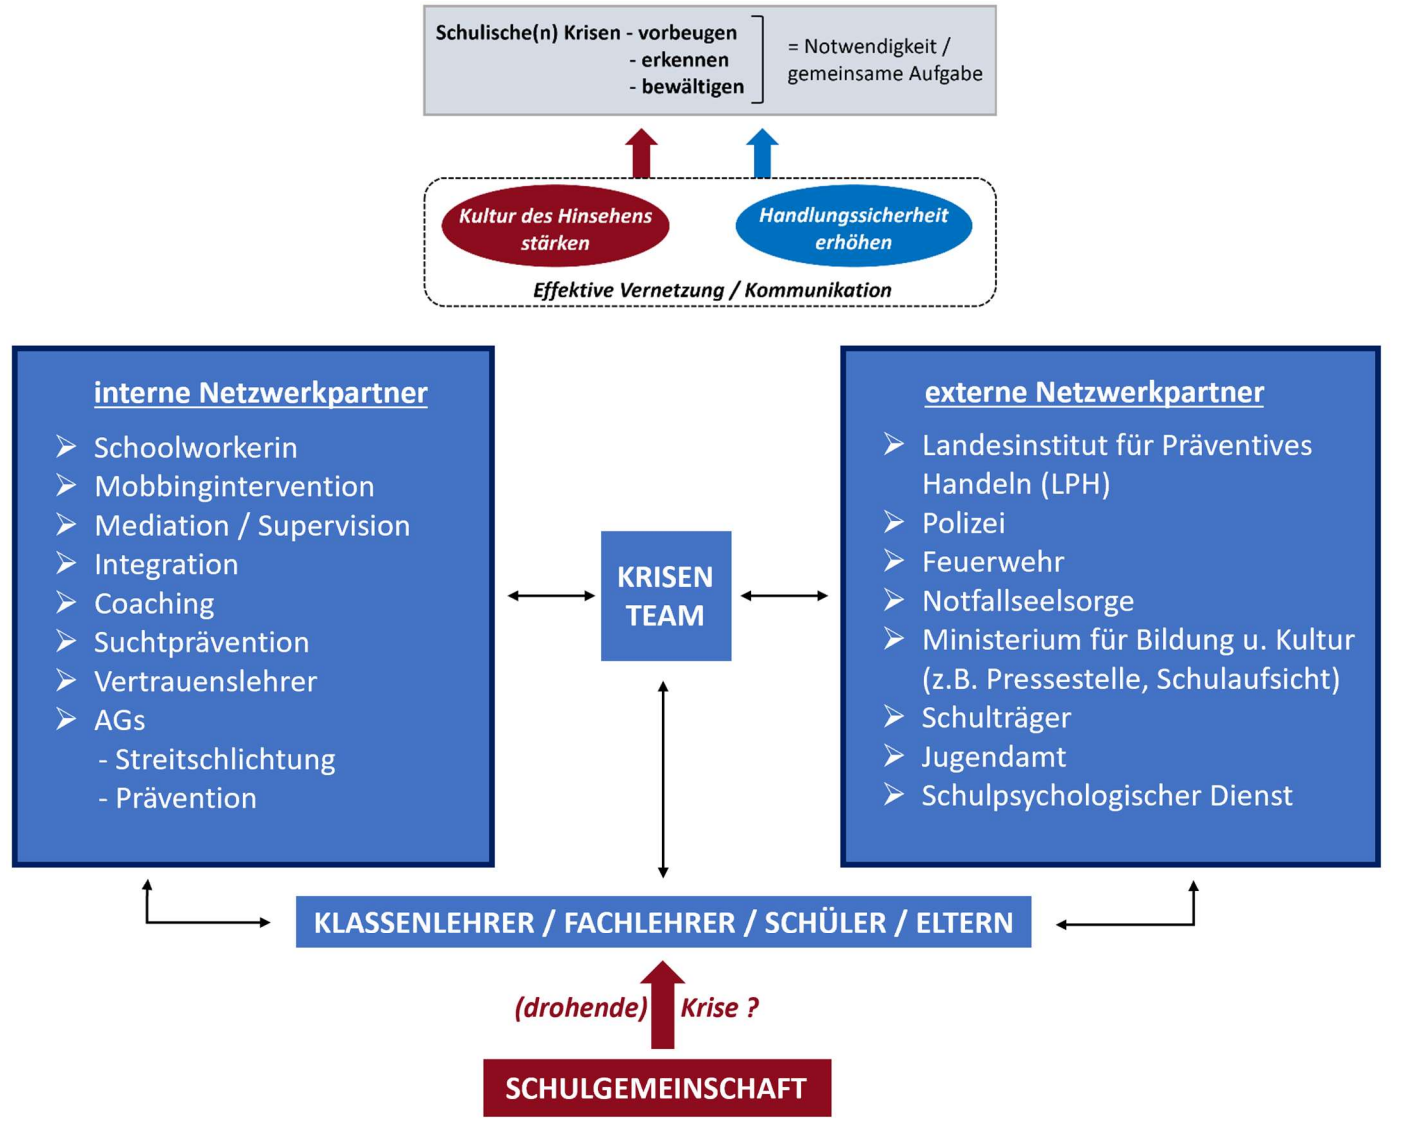 Schulische(n) Krisen - vorbeugen
- erkennen
- bewältigen
= Notwendigkeit /
gemeinsame Aufgabe
Kultur des Hinsehens
stärken
Handlungssicherheit
erhöhen
Effektive Vernetzung / Kommunikation
interne Netzwerkpartner
➢ Schoolworkerin
➢ Mobbingintervention
➢ Mediation / Supervision
➢ Integration
➢ Coaching
➢ Suchtprävention
➢ Vertrauenslehrer
➢ AGs
- Streitschlichtung
- Prävention
KRISEN
TEAM
externe Netzwerkpartner
➢ Landesinstitut für Präventives
Handeln (LPH)
➢ Polizei
➢ Feuerwehr
➢ Notfallseelsorge
➢ Ministerium für Bildung u. Kultur
(z.B. Pressestelle, Schulaufsicht)
➢ Schulträger
➢ Jugendamt
➢ Schulpsychologischer Dienst
KLASSENLEHRER / FACHLEHRER / SCHÜLER / ELTERN
(drohende) Krise ?
SCHULGEMEINSCHAFT